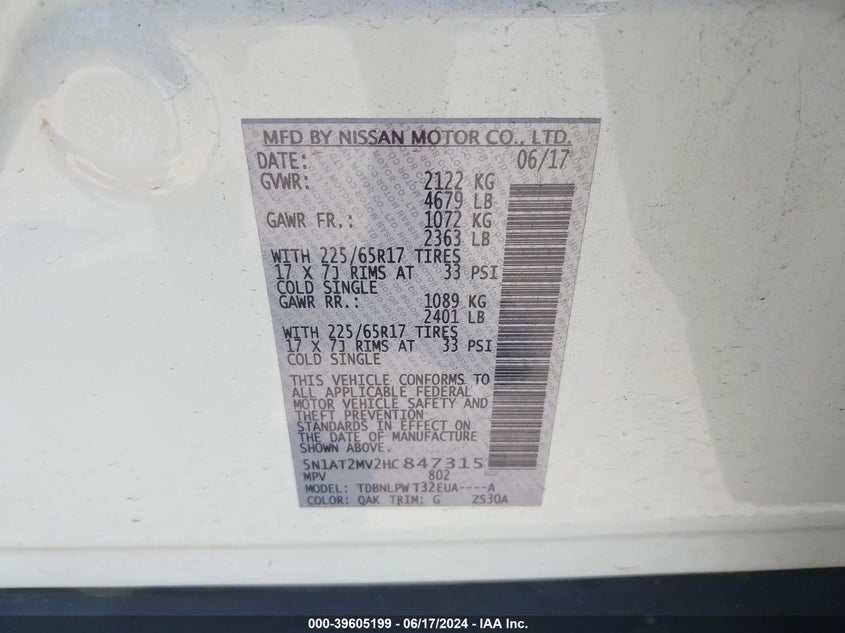 MFD BY NISSAN MOTOR CO., LTD.
DATE: 06/17
GVWR: 2122 KG
4679 LB
GAWR FR.: 1072 KG
2363 LB
WITH 225/65R17 TIRES
17 X 7J RIMS AT 33 PSI
COLD SINGLE
GAWR RR.: 1089 KG
2401 LB
WITH 225/65R17 TIRES
17 X 7J RIMS AT 33 PSI
COLD SINGLE
THIS VEHICLE CONFORMS TO
ALL APPLICABLE FEDERAL
MOTOR VEHICLE SAFETY AND
THEFT PREVENTION
STANDARDS IN EFFECT ON
THE DATE OF MANUFACTURE
SHOWN ABOVE.
5N1AT2MV2HC847315
MPV 802
MODEL: TDBNLPW T32EUA----A
COLOR: QAK TRIM: G ZS30A
000-39605199 - 06/17/2024 - IAA Inc.